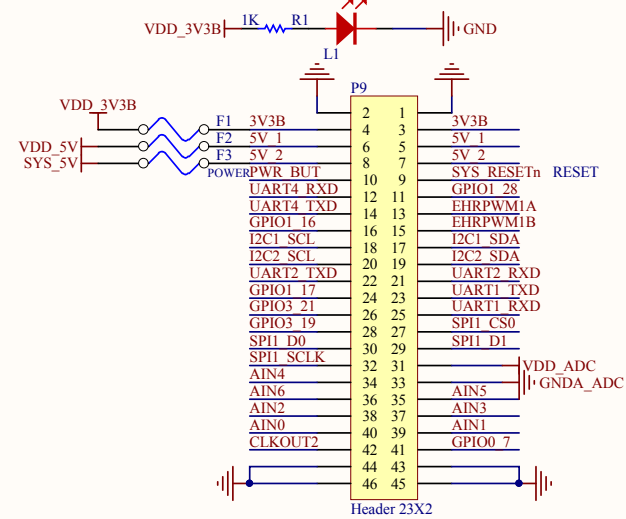 VDD_3V3B 1K R1 GND
L1
P9
VDD_3V3B
2 1
F1 3V3B 4 3 3V3B
VDD_5V F2 5V_1 6 5 5V_1
SYS_5V F3 5V_2 8 7 5V_2
POWER PWR_BUT 10 9 SYS_RESETn RESET
UART4_RXD 12 11 GPIO1_28
UART4_TXD 14 13 EHRPWM1A
GPIO1_16 16 15 EHRPWM1B
I2C1_SCL 18 17 I2C1_SDA
I2C2_SCL 20 19 I2C2_SDA
UART2_TXD 22 21 UART2_RXD
GPIO1_17 24 23 UART1_TXD
GPIO3_21 26 25 UART1_RXD
GPIO3_19 28 27 SPI1_CS0
SPI1_D0 30 29 SPI1_D1
SPI1_SCLK 32 31 VDD_ADC
AIN4 34 33 GNDA_ADC
AIN6 36 35 AIN5
AIN2 38 37 AIN3
AIN0 40 39 AIN1
CLKOUT2 42 41 GPIO0_7
44 43
46 45
Header 23X2